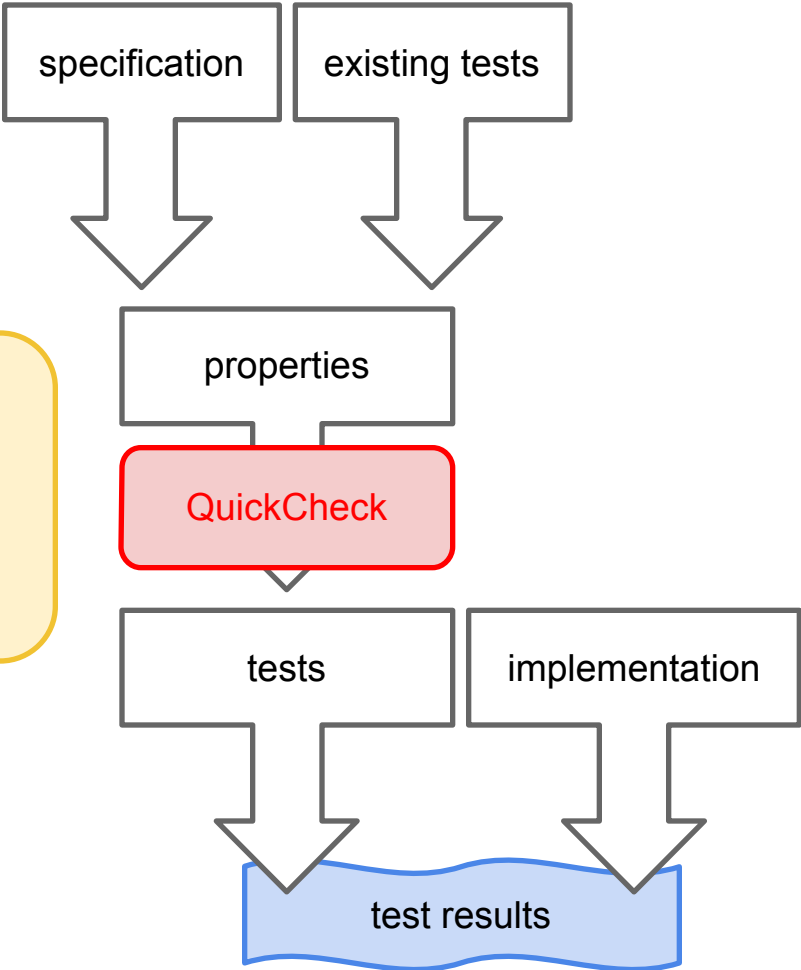 specification
existing tests
properties
QuickCheck
tests
implementation
test results